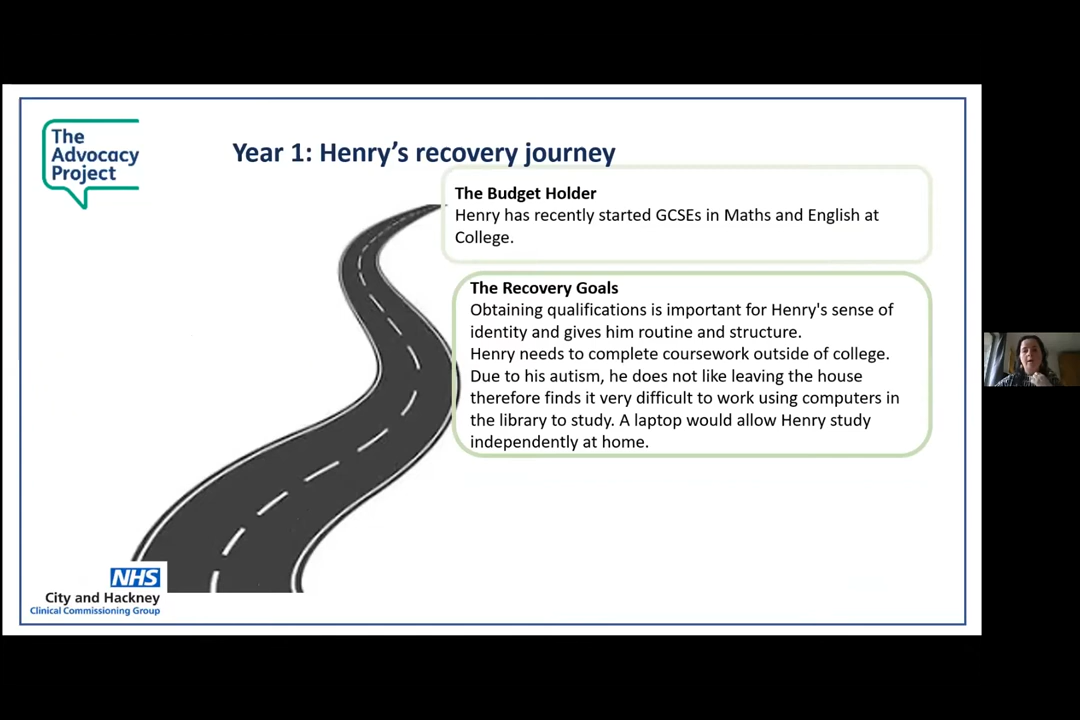 The
Advocacy
Project
Year 1: Henry’s recovery journey
The Budget Holder
Henry has recently started GCSEs in Maths and English at
College.
The Recovery Goals
Obtaining qualifications is important for Henry's sense of
identity and gives him routine and structure.
Henry needs to complete coursework outside of college.
Due to his autism, he does not like leaving the house
therefore finds it very difficult to work using computers in
the library to study. A laptop would allow Henry study
independently at home.
NHS
City and Hackney
Clinical Commissioning Group